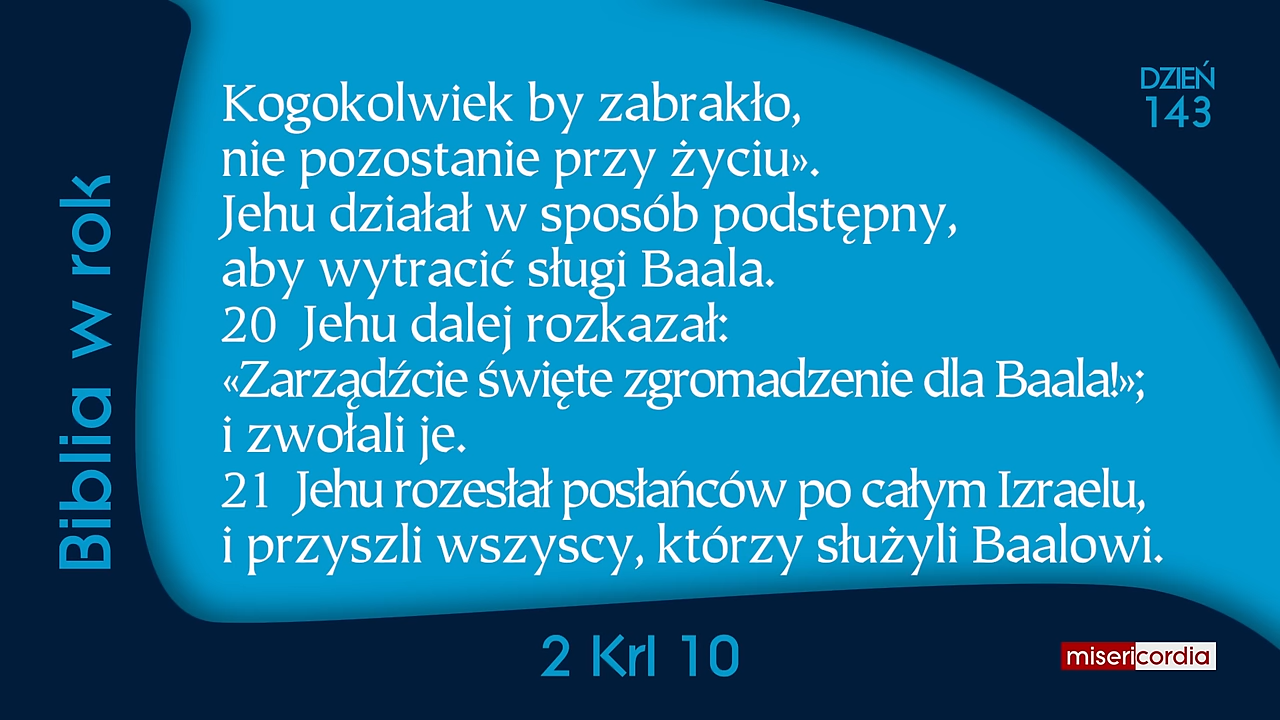 Biblia w rok
DZIEŃ
143
Kogokolwiek by zabrakło,
nie pozostanie przy życiu».
Jehu działał w sposób podstępny,
aby wytracić sługi Baala.
20 Jehu dalej rozkazał:
«Zarządźcie święte zgromadzenie dla Baala!»;
i zwołali je.
21 Jehu rozesłał posłańców po całym Izraelu,
i przyszli wszyscy, którzy służyli Baalowi.
2 Krl 10
misericordia